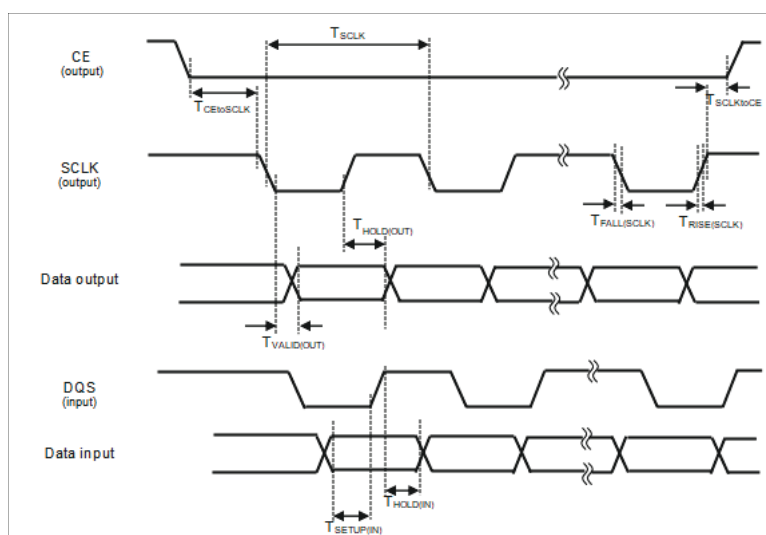 CE
(output)
TSCLK
TCEtoSCLK
TSCLKtoCE
SCLK
(output)
TFALL(SCLK)
TRISE(SCLK)
THOLD(OUT)
Data output
TVALID(OUT)
DQS
(input)
Data input
THOLD(IN)
TSETUP(IN)